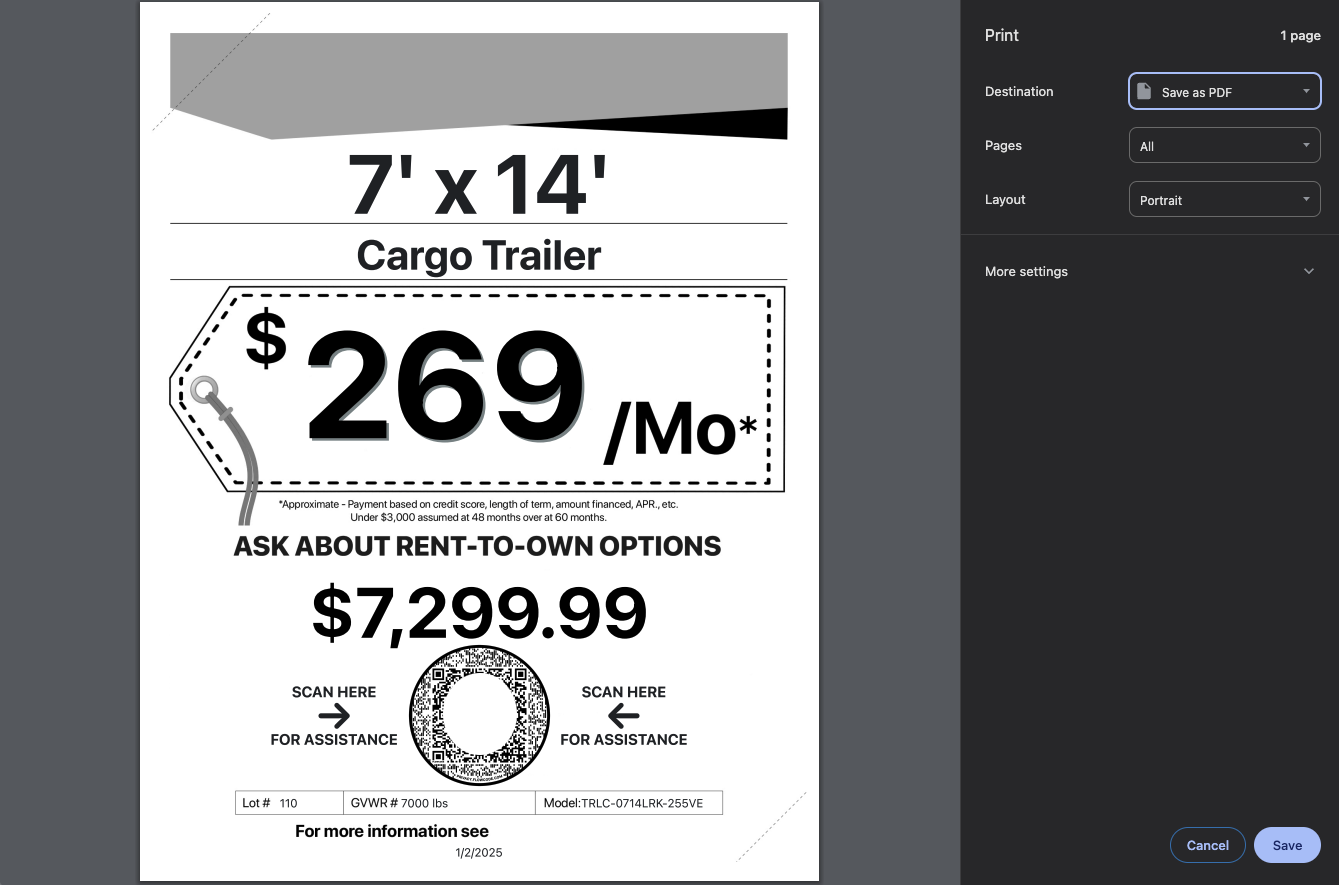 7' x 14'
Cargo Trailer
$ 269 /Mo*
*Approximate - Payment based on credit score, length of term, amount financed, APR., etc.
Under $3,000 assumed at 48 months over at 60 months.
ASK ABOUT RENT-TO-OWN OPTIONS
$7,299.99
SCAN HERE
FOR ASSISTANCE
SCAN HERE
FOR ASSISTANCE
Lot # 110 GVWR # 7000 lbs Model:TRLC-0714LRK-255VE
For more information see
1/2/2025
Print 1 page
Destination Save as PDF
Pages All
Layout Portrait
More settings
Cancel Save